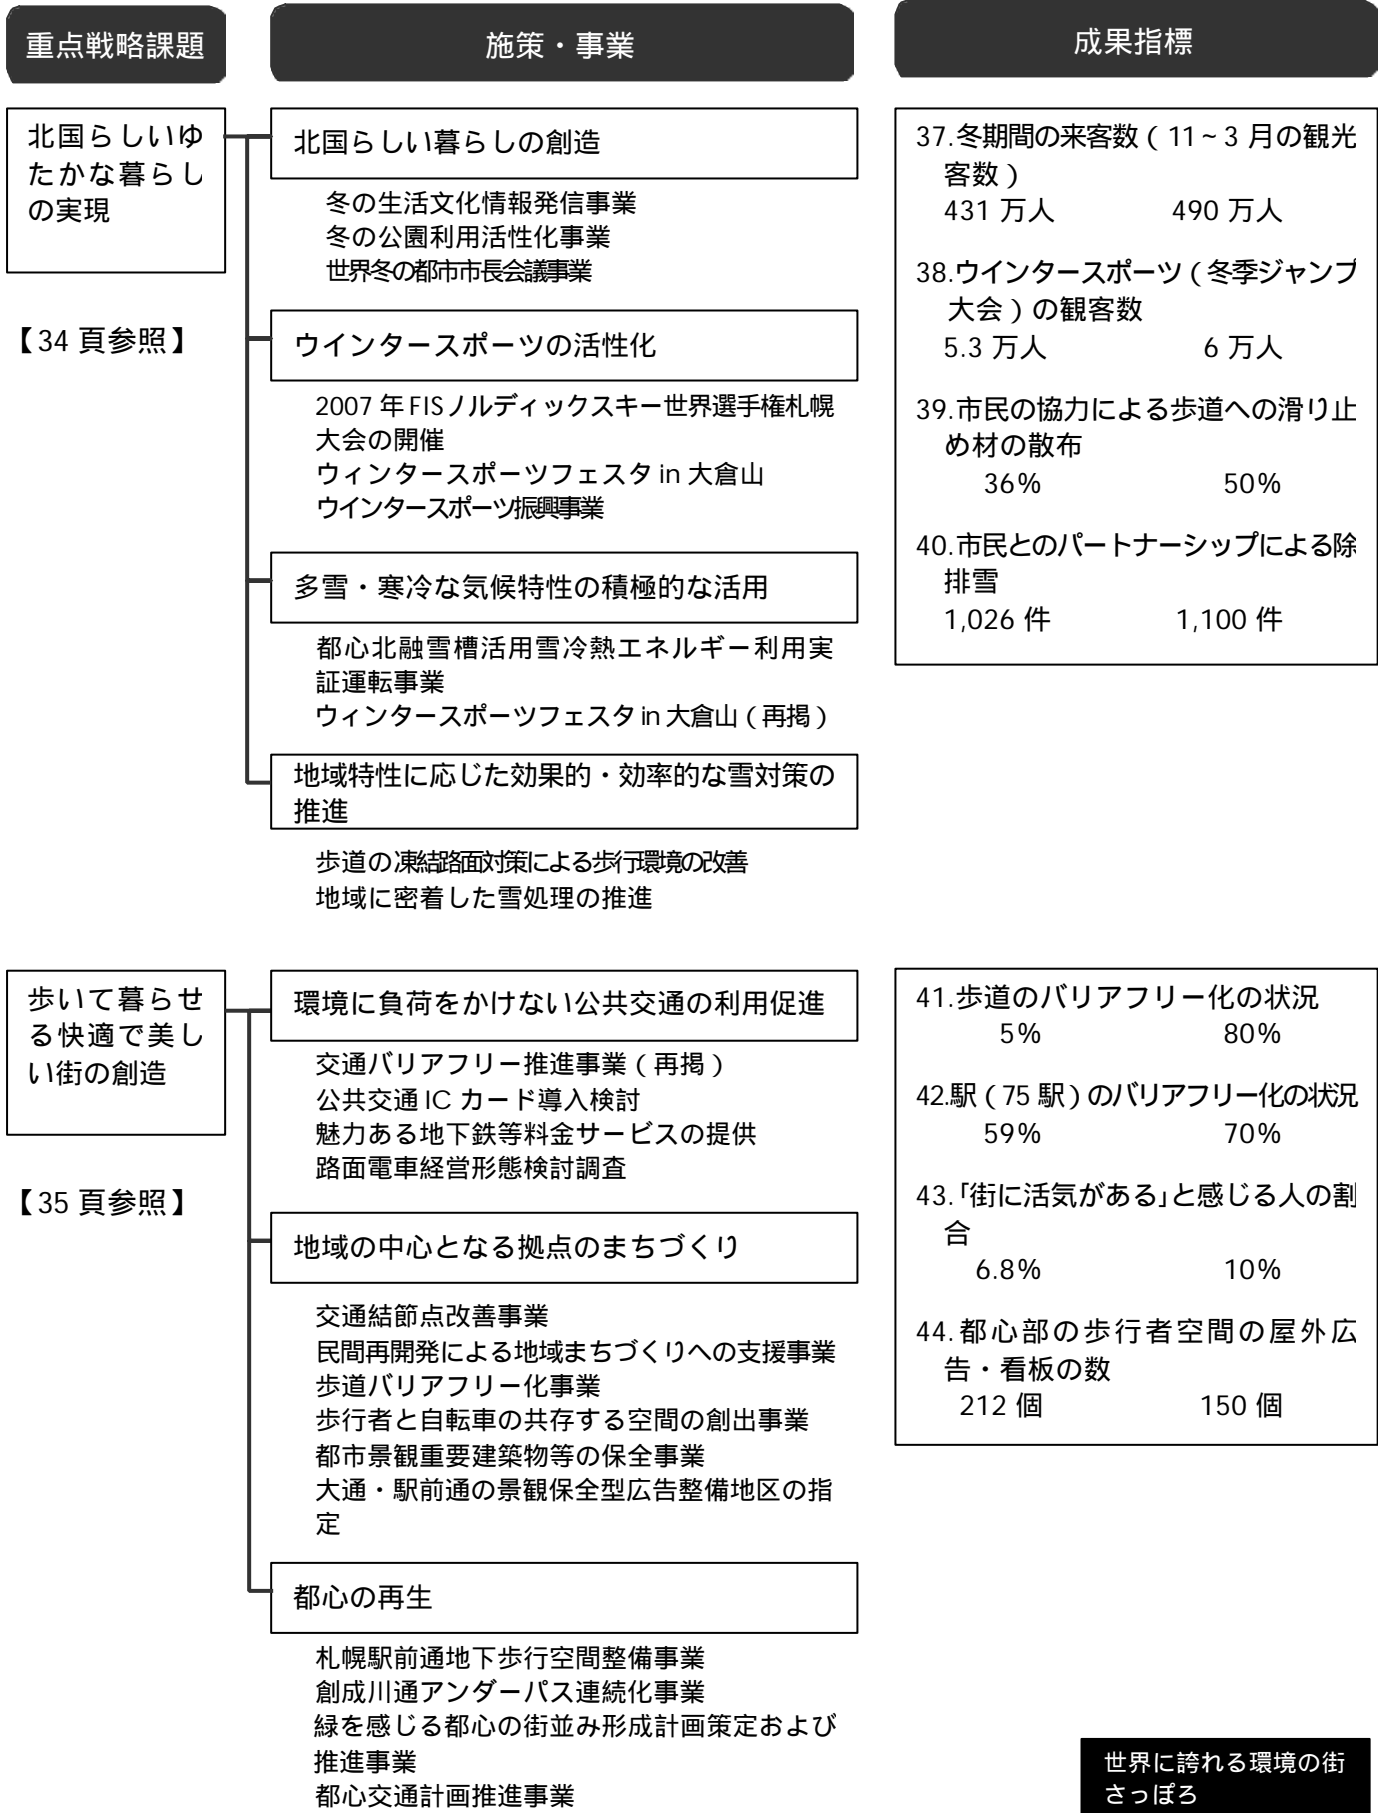 重点戦略課題
施策・事業
成果指標
北国らしいゆ
たかな暮らし
の実現
【34 頁参照】
北国らしい暮らしの創造
冬の生活文化情報発信事業
冬の公園利用活性化事業
世界冬の都市市長会議事業
ウインタースポーツの活性化
2007 年 FIS ノルディックスキー世界選手権札幌
大会の開催
ウィンタースポーツフェスタ in 大倉山
ウインタースポーツ振興事業
多雪・寒冷な気候特性の積極的な活用
都心北融雪槽活用雪冷熱エネルギー利用実
証運転事業
ウィンタースポーツフェスタ in 大倉山（再掲）
地域特性に応じた効果的・効率的な雪対策の
推進
歩道の凍結路面対策による歩行環境の改善
地域に密着した雪処理の推進
37.冬期間の来客数（11~3 月の観光
客数）
431 万人 490 万人
38.ウインタースポーツ（冬季ジャンプ
大会）の観客数
5.3 万人 6 万人
39.市民の協力による歩道への滑り止
め材の散布
36% 50%
40.市民とのパートナーシップによる除
排雪
1,026 件 1,100 件
歩いて暮らせ
る快適で美し
い街の創造
【35 頁参照】
環境に負荷をかけない公共交通の利用促進
交通バリアフリー推進事業（再掲）
公共交通 IC カード導入検討
魅力ある地下鉄等料金サービスの提供
路面電車経営形態検討調査
地域の中心となる拠点のまちづくり
交通結節点改善事業
民間再開発による地域まちづくりへの支援事業
歩道バリアフリー化事業
歩行者と自転車の共存する空間の創出事業
都市景観重要建築物等の保全事業
大通・駅前通の景観保全型広告整備地区の指
定
都心の再生
札幌駅前通地下歩行空間整備事業
創成川通アンダーパス連続化事業
緑を感じる都心の街並み形成計画策定および
推進事業
都心交通計画推進事業
41.歩道のバリアフリー化の状況
5% 80%
42.駅（75 駅）のバリアフリー化の状況
59% 70%
43.「街に活気がある」と感じる人の割
合
6.8% 10%
44.都心部の歩行者空間の屋外広
告・看板の数
212 個 150 個
世界に誇れる環境の街
さっぽろ